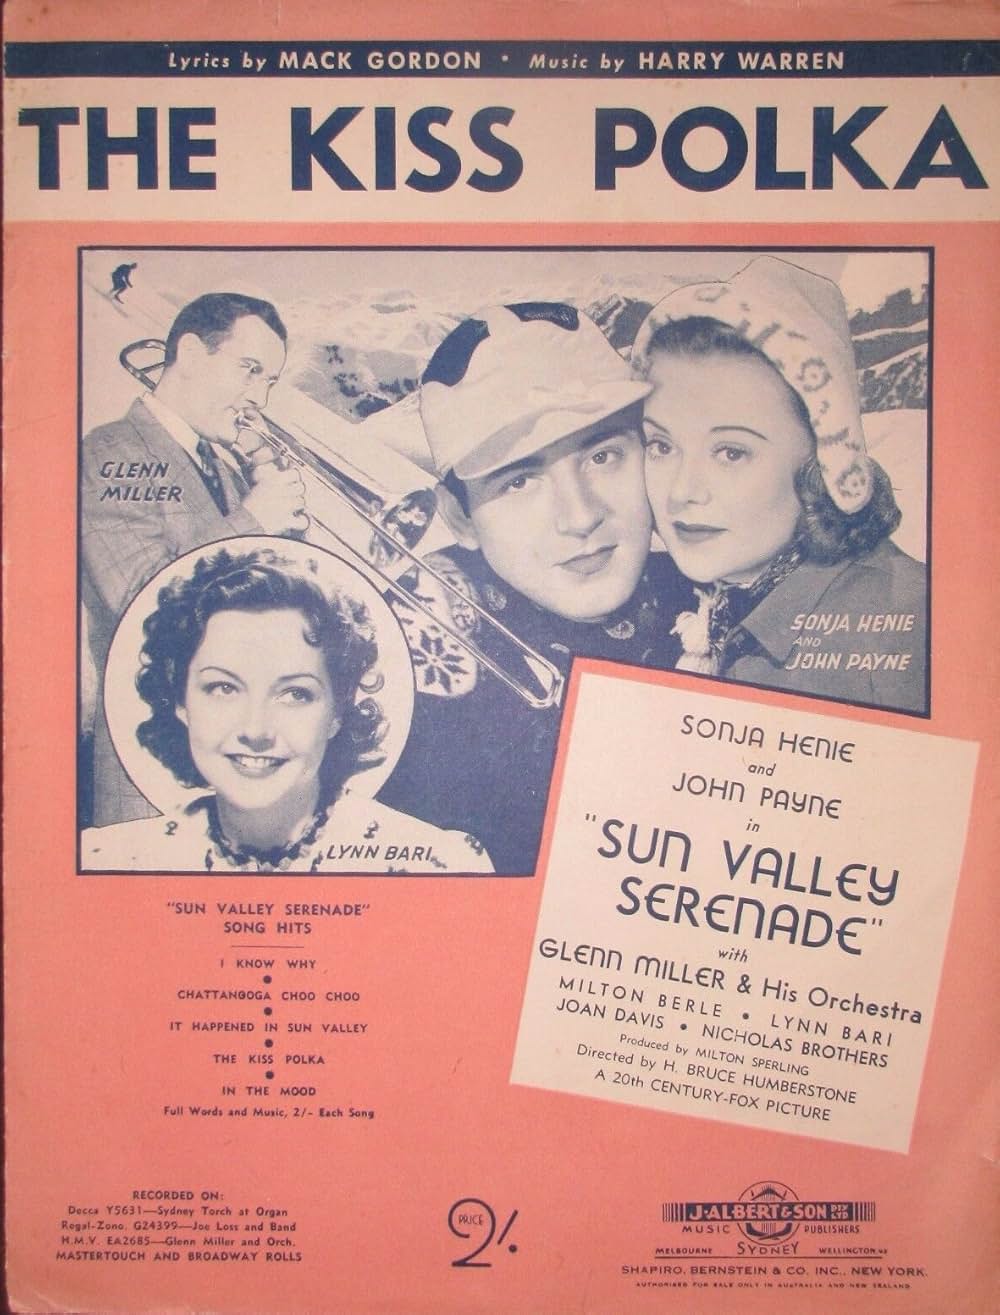 Lyrics by MACK GORDON • Music by HARRY WARREN
THE KISS POLKA
GLENN
MILLER
SONJA HENIE
AND
JOHN PAYNE
LYNN BARI
SONJA HENIE
and
JOHN PAYNE
in
"SUN VALLEY
SERENADE"
with
GLENN MILLER & His Orchestra
MILTON BERLE • LYNN BARI
JOAN DAVIS • NICHOLAS BROTHERS
Produced by MILTON SPERLING
Directed by H. BRUCE HUMBERSTONE
A 20th CENTURY-FOX PICTURE
"SUN VALLEY SERENADE"
SONG HITS
I KNOW WHY
•
CHATTANOOGA CHOO CHOO
•
IT HAPPENED IN SUN VALLEY
•
THE KISS POLKA
•
IN THE MOOD
Full Words and Music, 2/- Each Song
RECORDED ON:
Decca Y5631—Sydney Torch at Organ
Regal-Zono. G24399—Joe Loss and Band
H.M.V. EA2685—Glenn Miller and Orch.
MASTERTOUCH AND BROADWAY ROLLS
PRICE
2/-
J. ALBERT & SON PTY LTD
MUSIC PUBLISHERS
MELBOURNE SYDNEY WELLINGTON NZ
SHAPIRO, BERNSTEIN & CO. INC., NEW YORK.
AUTHORISED FOR SALE ONLY IN AUSTRALIA AND NEW ZEALAND